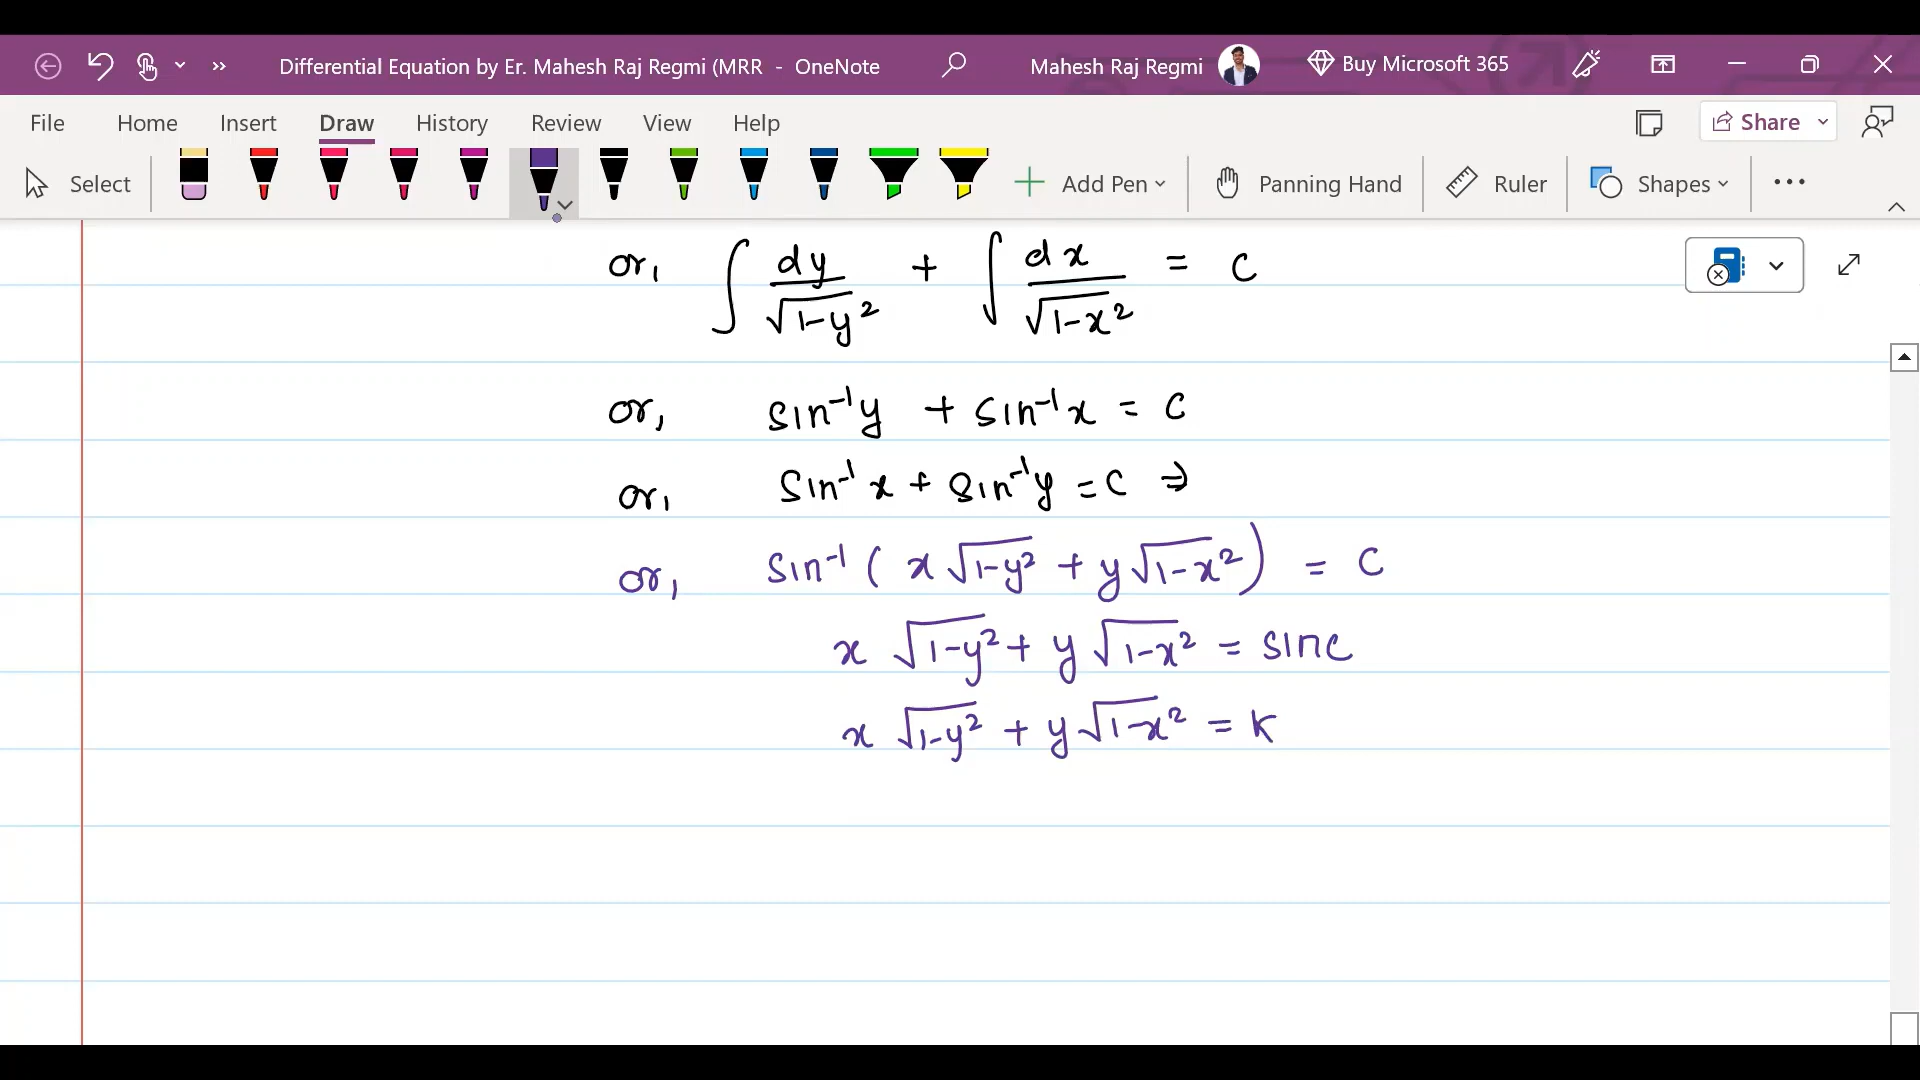 Differential Equation by Er. Mahesh Raj Regmi (MRR - OneNote
Mahesh Raj Regmi
Buy Microsoft 365
File Home Insert Draw History Review View Help
Share
Select
Add Pen
Panning Hand
Ruler
Shapes
or, ∫ dy/√(1-y²) + ∫ dx/√(1-x²) = c
or, sin⁻¹y + sin⁻¹x = c
or, Sin⁻¹x + Sin⁻¹y = c ⇒
or, Sin⁻¹( x √(1-y²) + y √(1-x²) ) = c
x √(1-y²) + y √(1-x²) = sinc
x √(1-y²) + y √(1-x²) = K